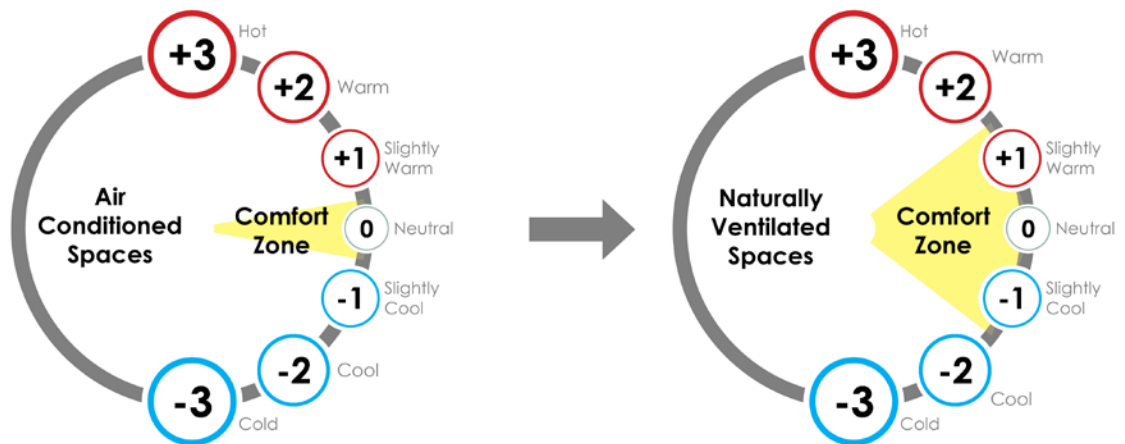 +3
Hot
+2
Warm
+1
Slightly
Warm
Air
Conditioned
Spaces
Comfort
Zone
0
Neutral
-1
Slightly
Cool
-2
Cool
-3
Cold
+3
Hot
+2
Warm
+1
Slightly
Warm
Naturally
Ventilated
Spaces
Comfort
Zone
0
Neutral
-1
Slightly
Cool
-2
Cool
-3
Cold